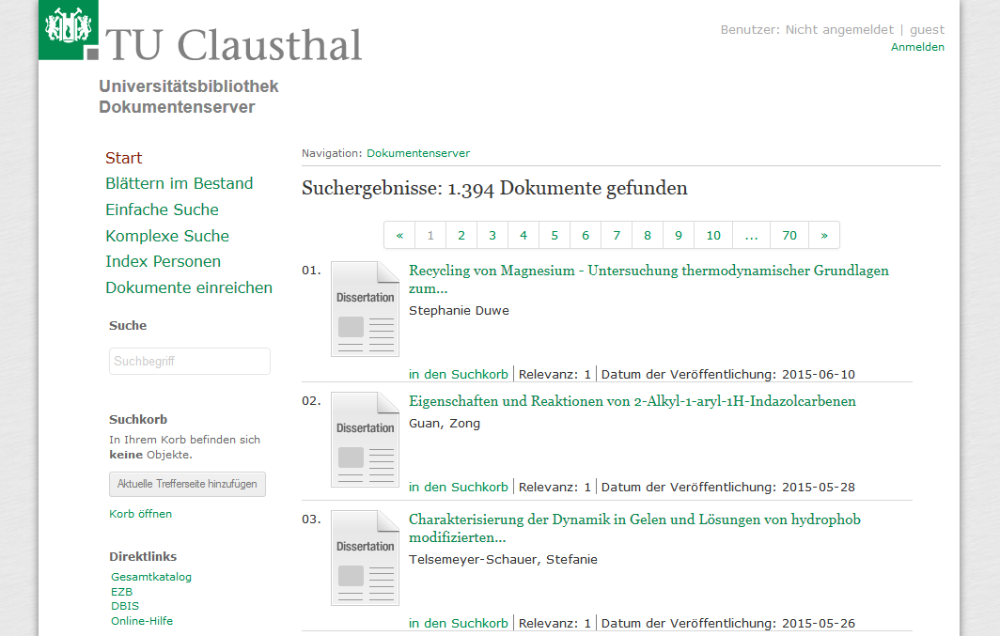 TU Clausthal
Benutzer: Nicht angemeldet | guest
Anmelden
Universitätsbibliothek
Dokumentenserver
Start
Blättern im Bestand
Einfache Suche
Komplexe Suche
Index Personen
Dokumente einreichen
Suche
Suchbegriff
Suchkorb
In Ihrem Korb befinden sich
keine Objekte.
Aktuelle Trefferseite hinzufügen
Korb öffnen
Direktlinks
Gesamtkatalog
EZB
DBIS
Online-Hilfe
Navigation: Dokumentenserver
Suchergebnisse: 1.394 Dokumente gefunden
« 1 2 3 4 5 6 7 8 9 10 ... 70 »
01.
Dissertation
Recycling von Magnesium - Untersuchung thermodynamischer Grundlagen
zum...
Stephanie Duwe
in den Suchkorb | Relevanz: 1 | Datum der Veröffentlichung: 2015-06-10
02.
Dissertation
Eigenschaften und Reaktionen von 2-Alkyl-1-aryl-1H-Indazolcarbenen
Guan, Zong
in den Suchkorb | Relevanz: 1 | Datum der Veröffentlichung: 2015-05-28
03.
Dissertation
Charakterisierung der Dynamik in Gelen und Lösungen von hydrophob
modifizierten...
Telsemeyer-Schauer, Stefanie
in den Suchkorb | Relevanz: 1 | Datum der Veröffentlichung: 2015-05-26